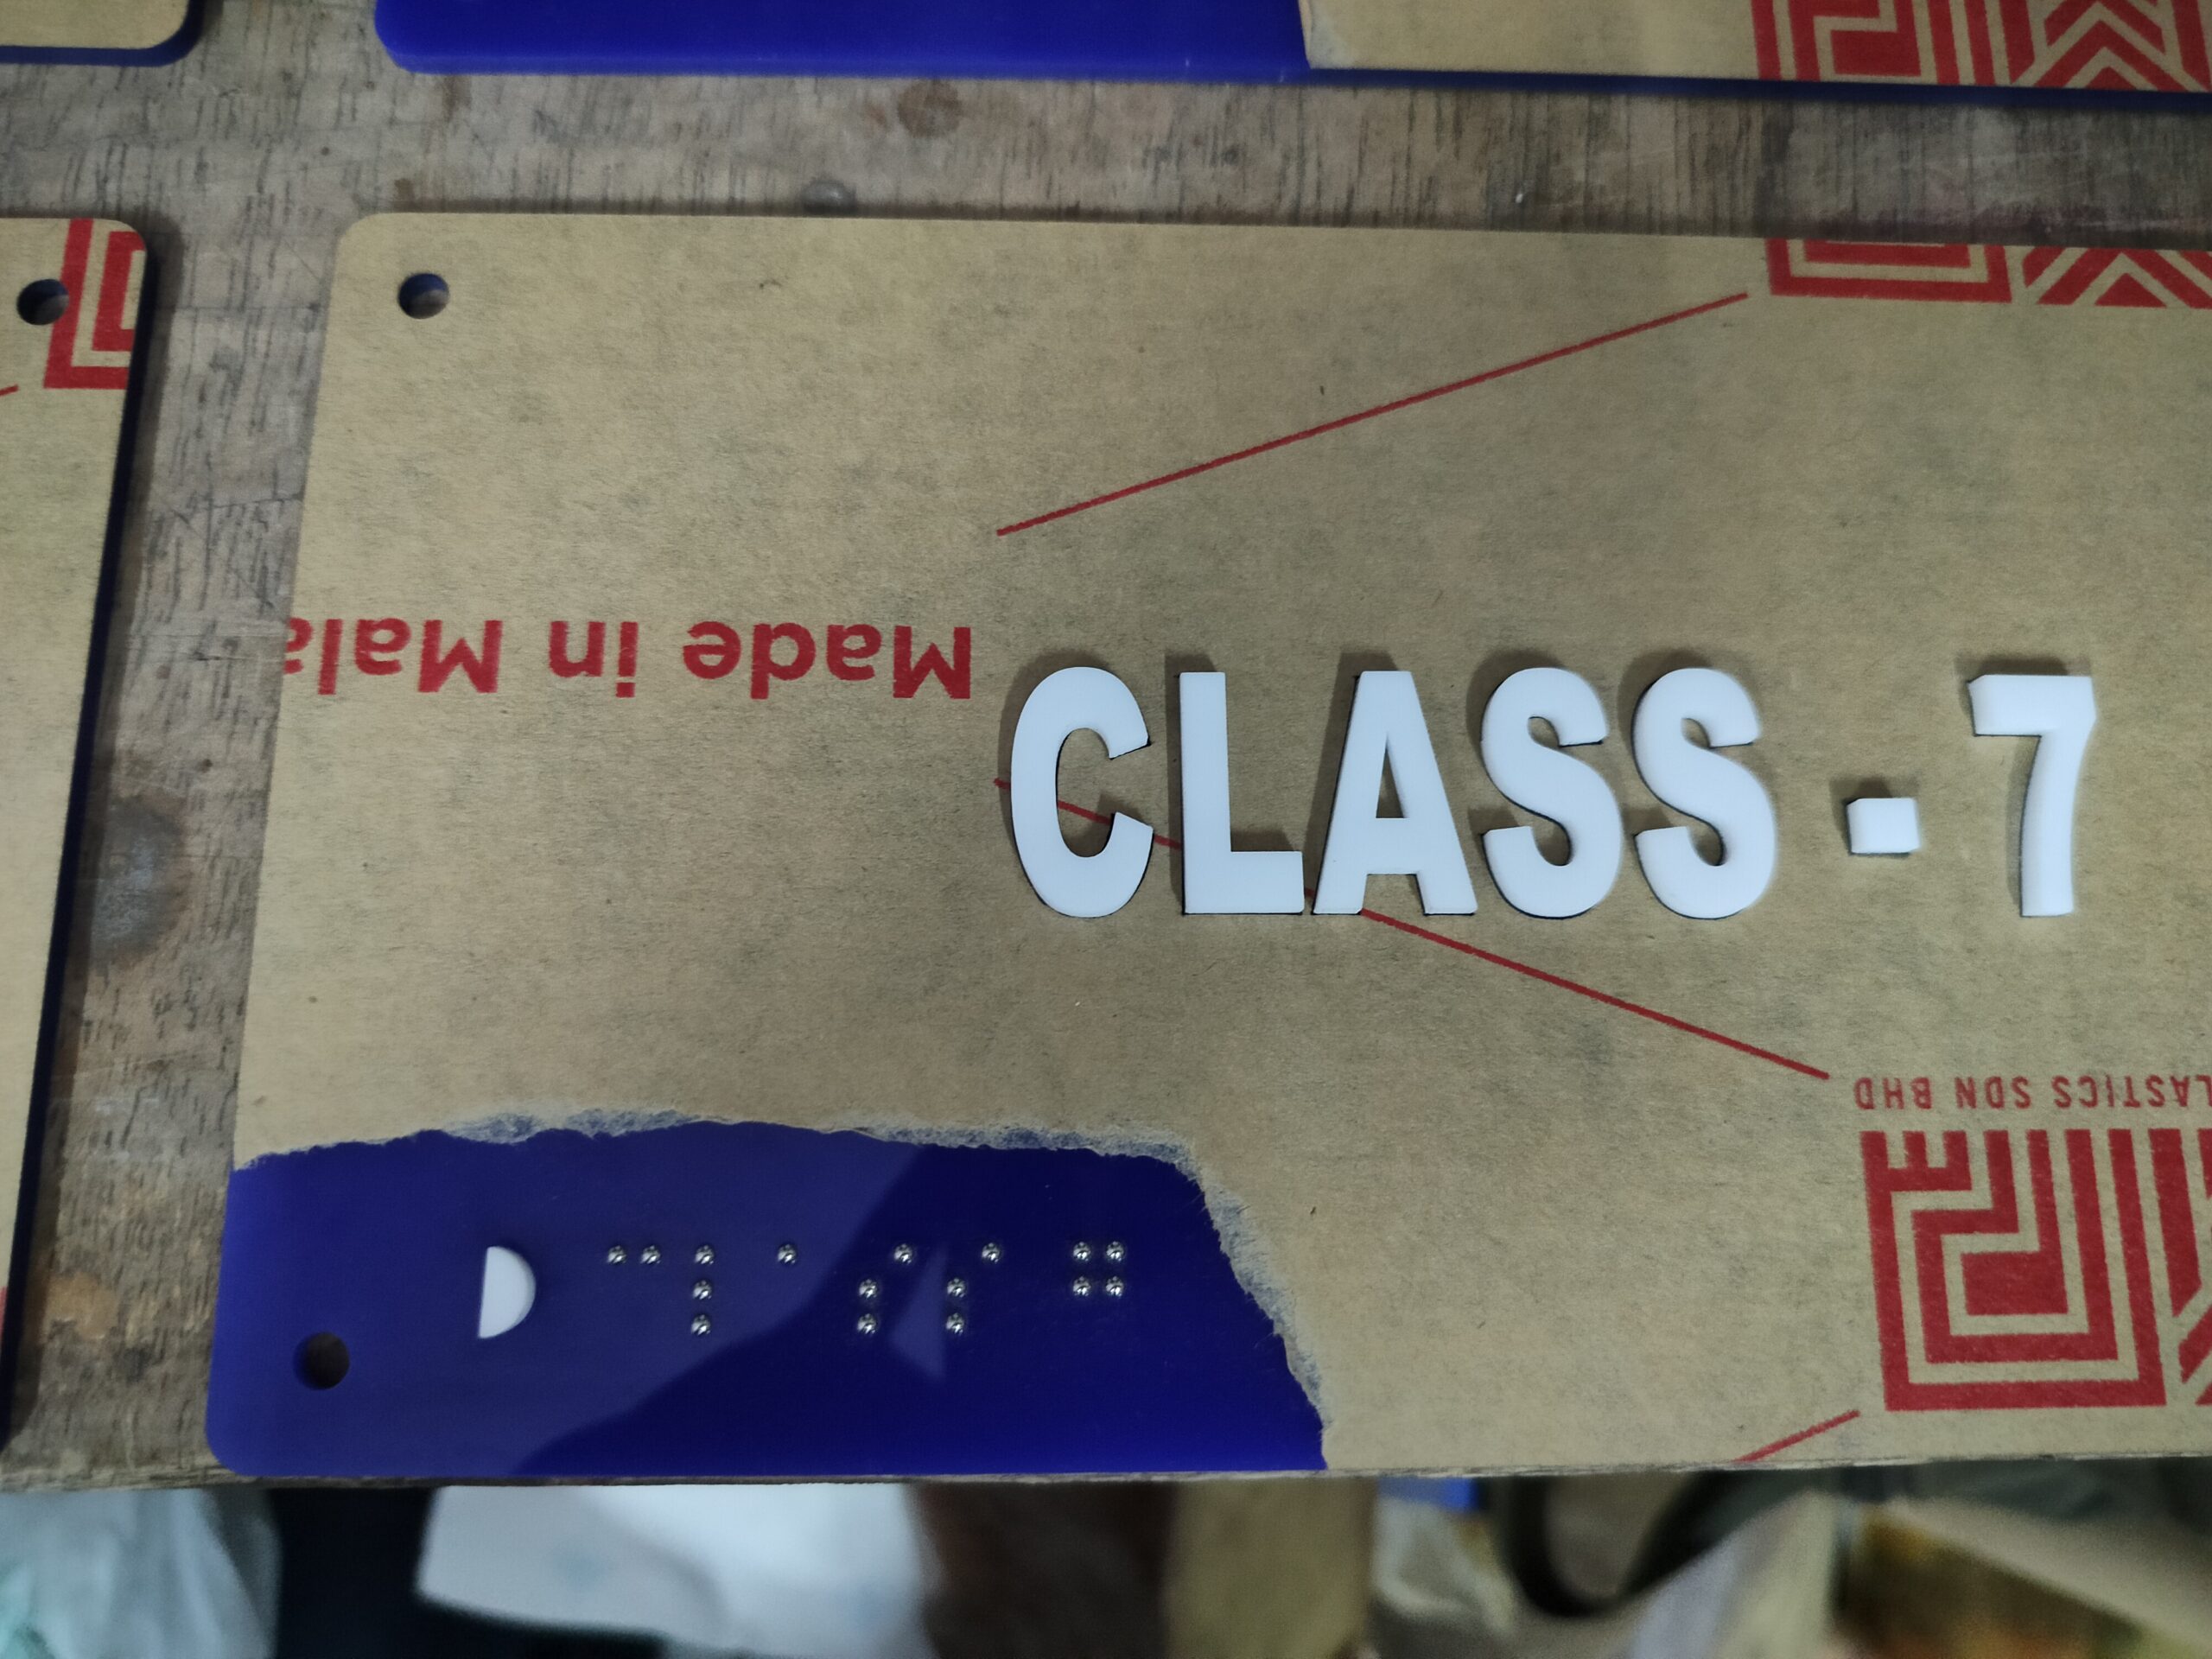 Made in Mala
CLASS - 7
LASTICS SDN BHD
⠉⠇⠁⠎⠎ ⠛